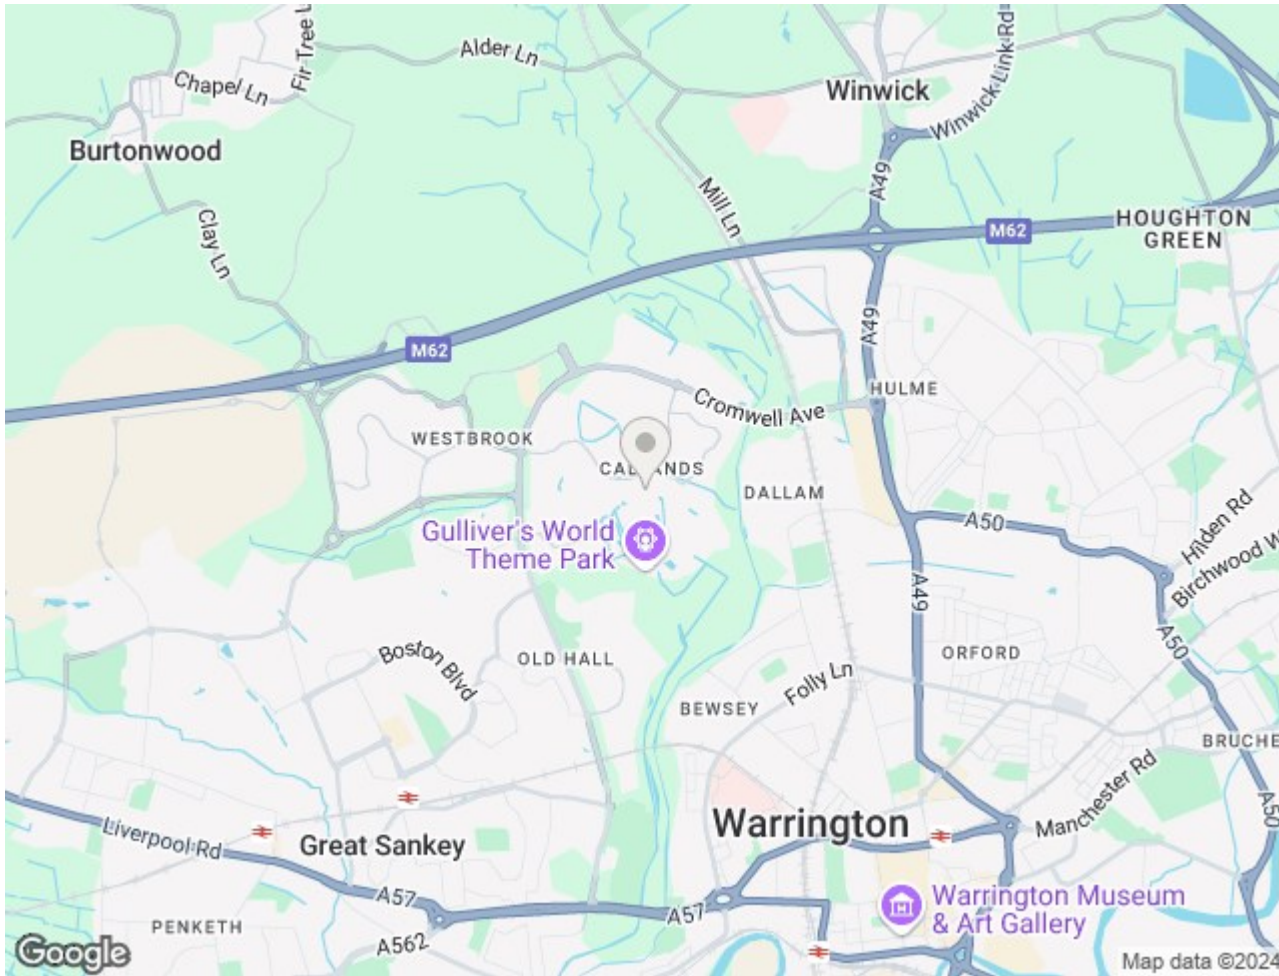 Alder Ln
Fir Tree L
Chapel Ln
Winwick
Winwick Link Rd
Burtonwood
Mill Ln
A49
Clay Ln
M62
HOUGHTON
GREEN
A49
M62
HULME
Cromwell Ave
WESTBROOK
DALLAM
Gulliver's World
Theme Park
A50
Hilden Rd
Birchwood W
A49
A50
Boston Blvd
OLD HALL
ORFORD
Folly Ln
BEWSEY
BRUCHE
Manchester Rd
A50
Warrington
Liverpool Rd
Great Sankey
A57
A57
Warrington Museum
& Art Gallery
PENKETH
A562
Google
Map data ©2024